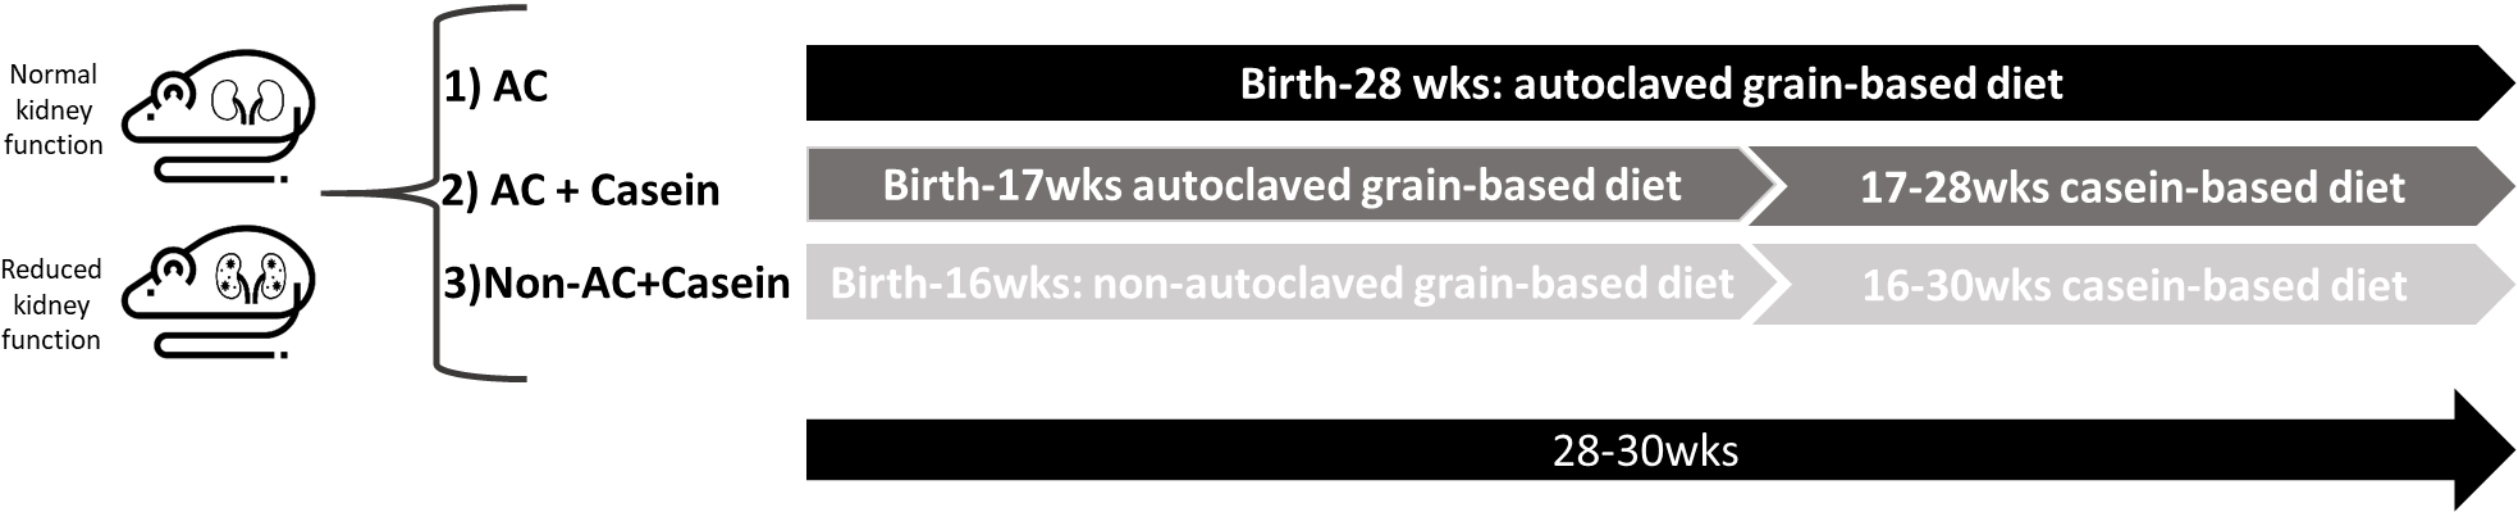 Normal
kidney
function
Reduced
kidney
function
1) AC
Birth-28 wks: autoclaved grain-based diet
2) AC + Casein
Birth-17wks autoclaved grain-based diet
17-28wks casein-based diet
3)Non-AC+Casein
Birth-16wks: non-autoclaved grain-based diet
16-30wks casein-based diet
28-30wks